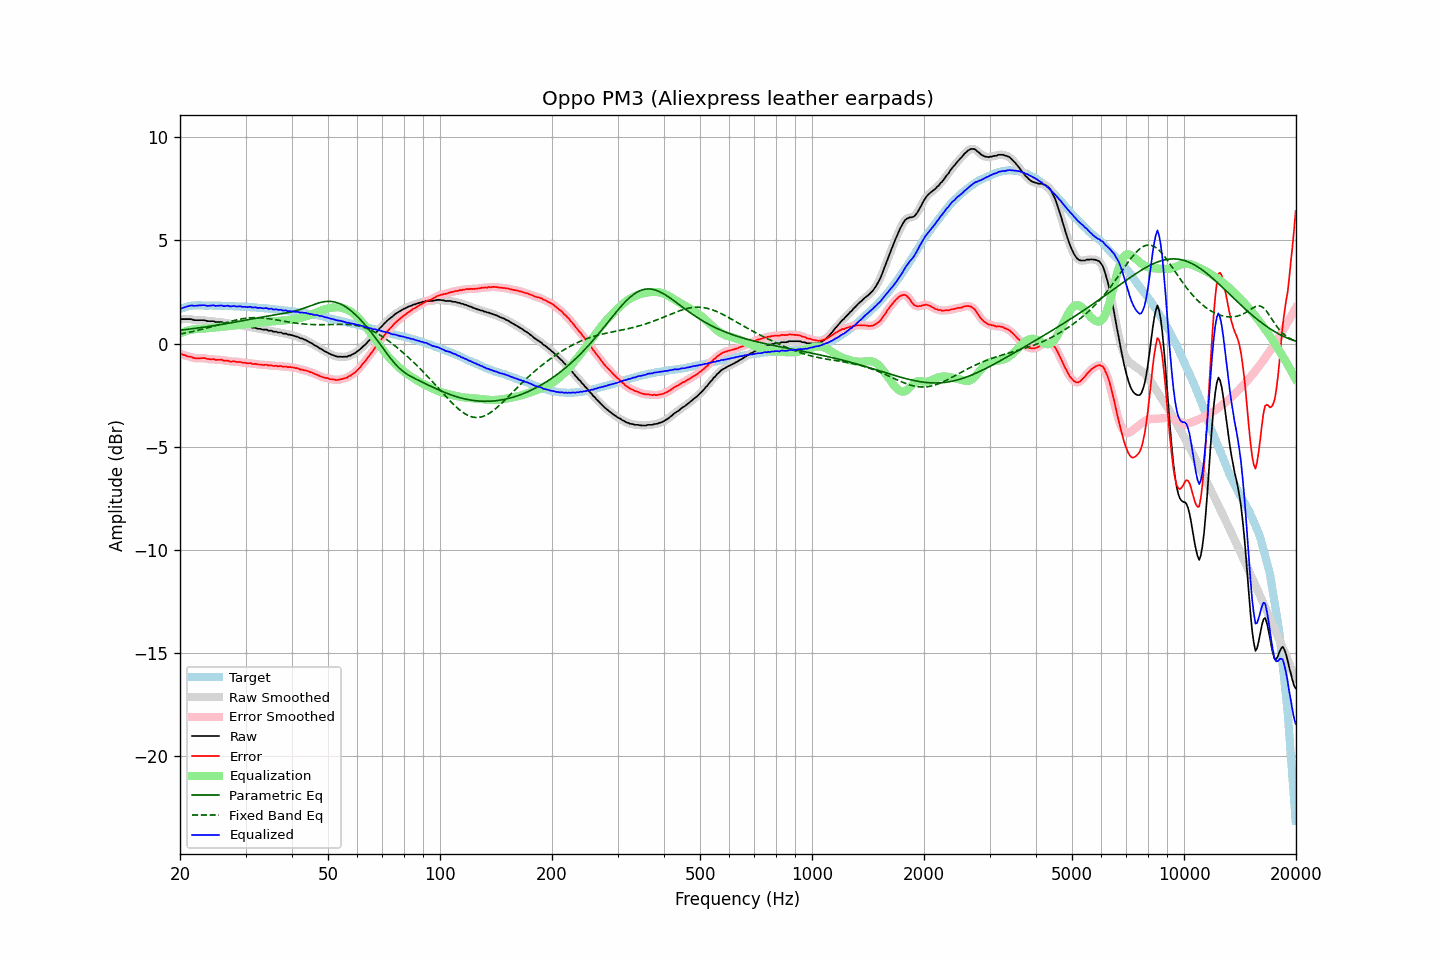 Oppo PM3 (Aliexpress leather earpads)
10
5
0
−5
−10
−15
−20
Amplitude (dBr)
Target
Raw Smoothed
Error Smoothed
Raw
Error
Equalization
Parametric Eq
Fixed Band Eq
Equalized
20 50 100 200 500 1000 2000 5000 10000 20000
Frequency (Hz)